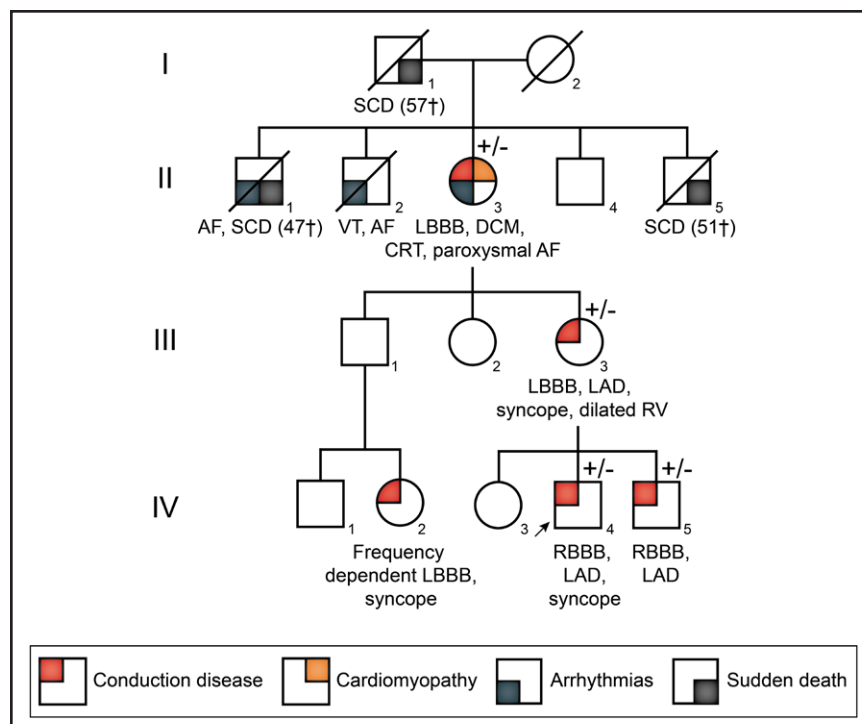 I
1
2
SCD (57†)
+/-
II
1
2
3
4
5
AF, SCD (47†)
VT, AF
LBBB, DCM,
CRT, paroxysmal AF
SCD (51†)
+/-
III
1
2
3
LBBB, LAD,
syncope, dilated RV
+/-
+/-
IV
1
2
3
4
5
Frequency
dependent LBBB,
syncope
RBBB,
LAD,
syncope
RBBB,
LAD
Conduction disease
Cardiomyopathy
Arrhythmias
Sudden death